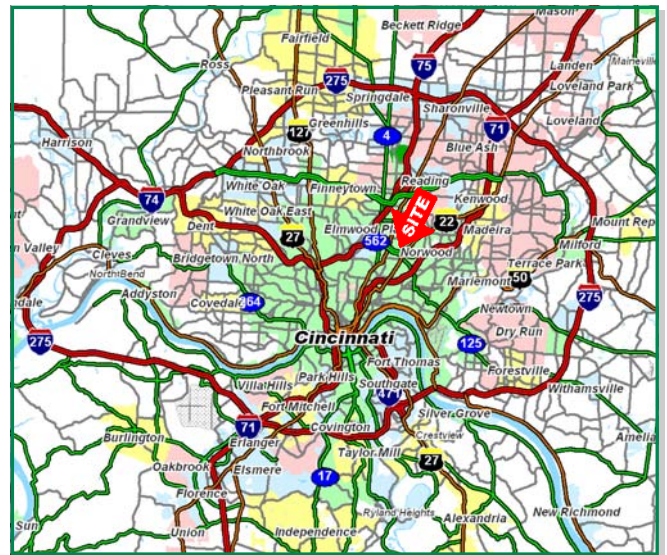 Mason
Beckett Ridge
Fairfield
Ross
75
Landen
Maineville
275
Pleasant Run
Springdale
Loveland Park
Sharonville
Loveland
71
127
Greenhills
4
Harrison
Northbrook
Blue Ash
Reading
White Oak
Finneytown
Kenwood
74
SITE
Grandview
White Oak East
22
Mount Rep
Dent
Elmwood Pl
Madeira
27
562
Norwood
Milford
Cleves
Bridgetown North
Terrace Park
North Bend
50
Mariemont
Addyston
Covedale
264
275
Newtown
Cincinnati
Dry Run
275
125
Fort Thomas
Forestville
Park Hills
Villa Hills
Southgate
Withamsville
471
Fort Mitchell
Silver Grove
71
Covington
Crestview
Burlington
Erlanger
Amelia
Taylor Mill
Oakbrook
Elsmere
27
17
Florence
New Richmond
Ryland Heights
Sun
Union
Independence
Alexandria